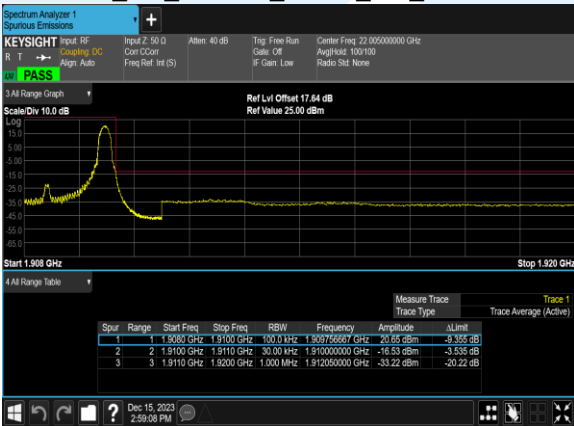 Spectrum Analyzer 1
Spurious Emissions
+
KEYSIGHT Input: RF Input Z: 50 Ω Atten: 40 dB Trig: Free Run Center Freq: 22.005000000 GHz
R T Coupling: DC Corr CCorr Gate: Off Avg|Hold: 100/100
Align: Auto Freq Ref: Int (S) IF Gain: Low Radio Std: None
PASS
3 All Range Graph
Ref Lvl Offset 17.64 dB
Scale/Div 10.0 dB Ref Value 25.00 dBm
Log
15.0
5.00
-5.00
-15.0
-25.0
-35.0
-45.0
-55.0
-65.0
Start 1.908 GHz Stop 1.920 GHz
4 All Range Table
Measure Trace Trace 1
Trace Type Trace Average (Active)
Spur Range Start Freq Stop Freq RBW Frequency Amplitude ΔLimit
1 1 1.9080 GHz 1.9100 GHz 100.0 kHz 1.909756667 GHz 20.65 dBm -9.355 dB
2 2 1.9100 GHz 1.9110 GHz 30.00 kHz 1.910000000 GHz -16.53 dBm -3.535 dB
3 3 1.9110 GHz 1.9200 GHz 1.000 MHz 1.912050000 GHz -33.22 dBm -20.22 dB
? Dec 15, 2023
2:59:08 PM